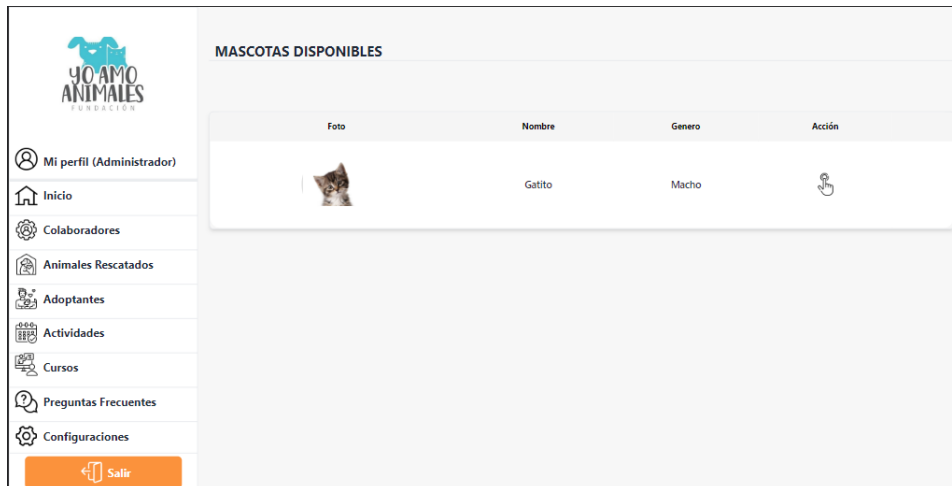 YO AMO
ANIMALES
FUNDACIÓN
Mi perfil (Administrador)
Inicio
Colaboradores
Animales Rescatados
Adoptantes
Actividades
Cursos
Preguntas Frecuentes
Configuraciones
Salir
MASCOTAS DISPONIBLES
Foto Nombre Genero Acción
Gatito Macho